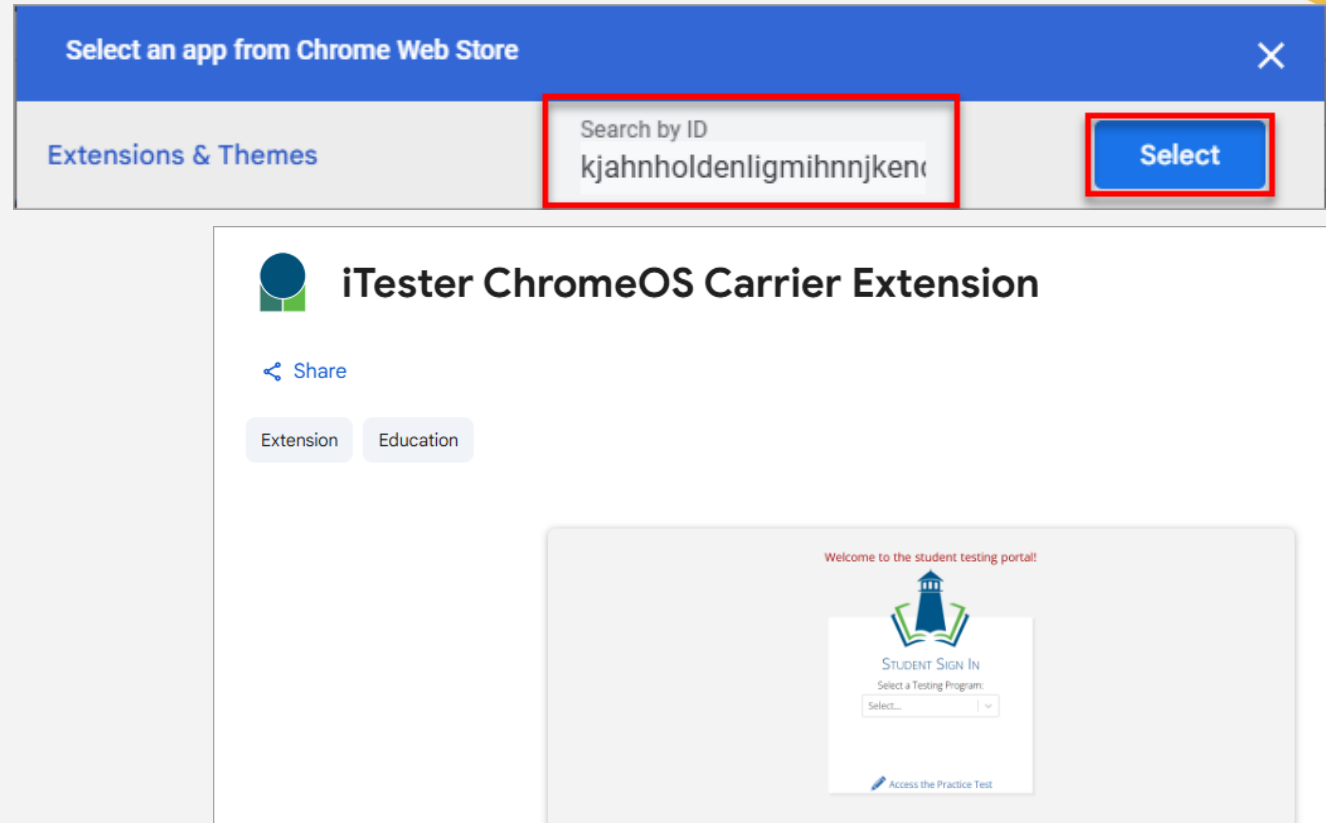 Select an app from Chrome Web Store
Search by ID
Extensions & Themes
kjahnholdenligmihnnjken
Select
iTester ChromeOS Carrier Extension
Share
Extension Education
Welcome to the student testing portal!
STUDENT SIGN IN
Select a Testing Program:
Select...
Access the Practice Test